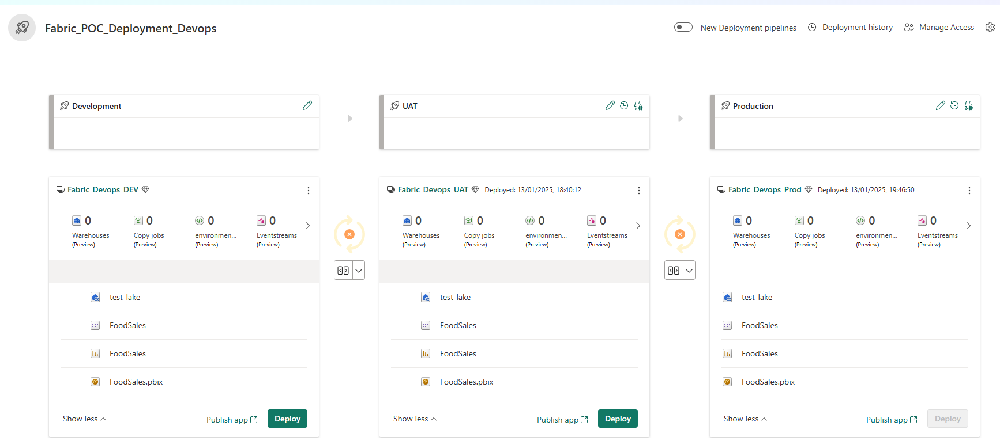 Fabric_POC_Deployment_Devops
New Deployment pipelines
Deployment history
Manage Access
Development
UAT
Production
Fabric_Devops_DEV
0
Warehouses
(Preview)
0
Copy jobs
(Preview)
0
environmen...
(Preview)
0
Eventstreams
(Preview)
test_lake
FoodSales
FoodSales
FoodSales.pbix
Show less
Publish app
Deploy
Fabric_Devops_UAT
Deployed: 13/01/2025, 18:40:12
0
Warehouses
(Preview)
0
Copy jobs
(Preview)
0
environmen...
(Preview)
0
Eventstreams
(Preview)
test_lake
FoodSales
FoodSales
FoodSales.pbix
Show less
Publish app
Deploy
Fabric_Devops_Prod
Deployed: 13/01/2025, 19:46:50
0
Warehouses
(Preview)
0
Copy jobs
(Preview)
0
environmen...
(Preview)
0
Eventstreams
(Preview)
test_lake
FoodSales
FoodSales
FoodSales.pbix
Show less
Publish app
Deploy